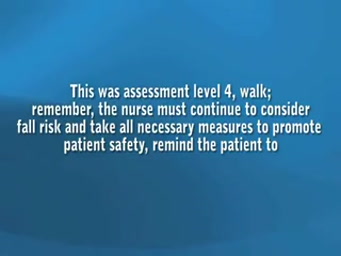 This was assessment level 4, walk;
remember, the nurse must continue to consider
fall risk and take all necessary measures to promote
patient safety, remind the patient to